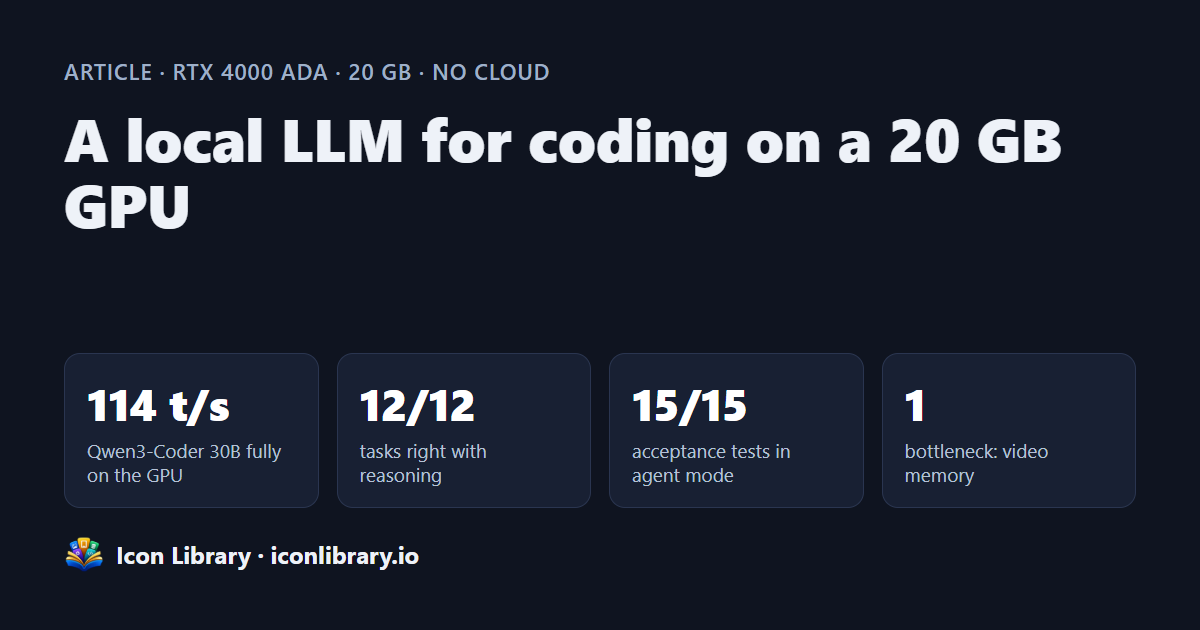 ARTICLE · RTX 4000 ADA · 20 GB · NO CLOUD
A local LLM for coding on a 20 GB
GPU
114 t/s
Qwen3-Coder 30B fully
on the GPU
12/12
tasks right with
reasoning
15/15
acceptance tests in
agent mode
1
bottleneck: video
memory
Icon Library · iconlibrary.io